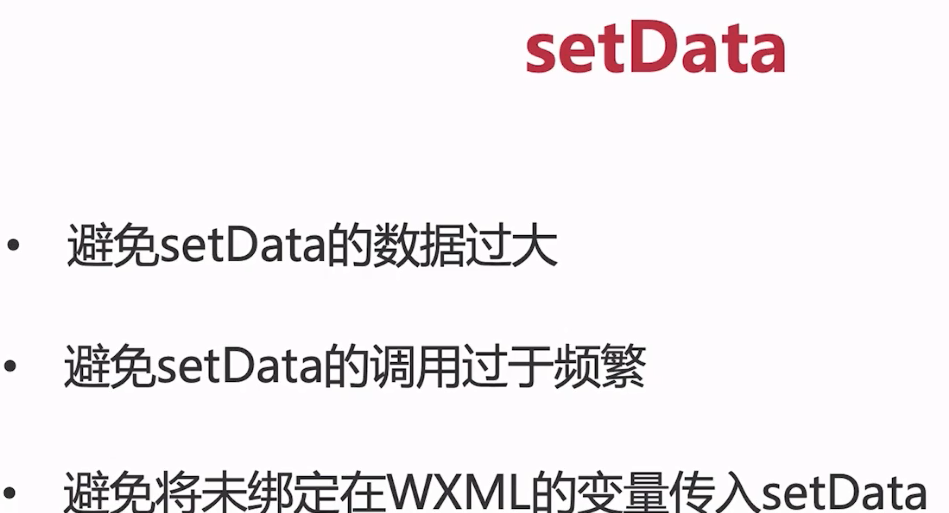 setData
• 避免setData的数据过大
• 避免setData的调用过于频繁
• 避免将未绑定在WXML的变量传入setData